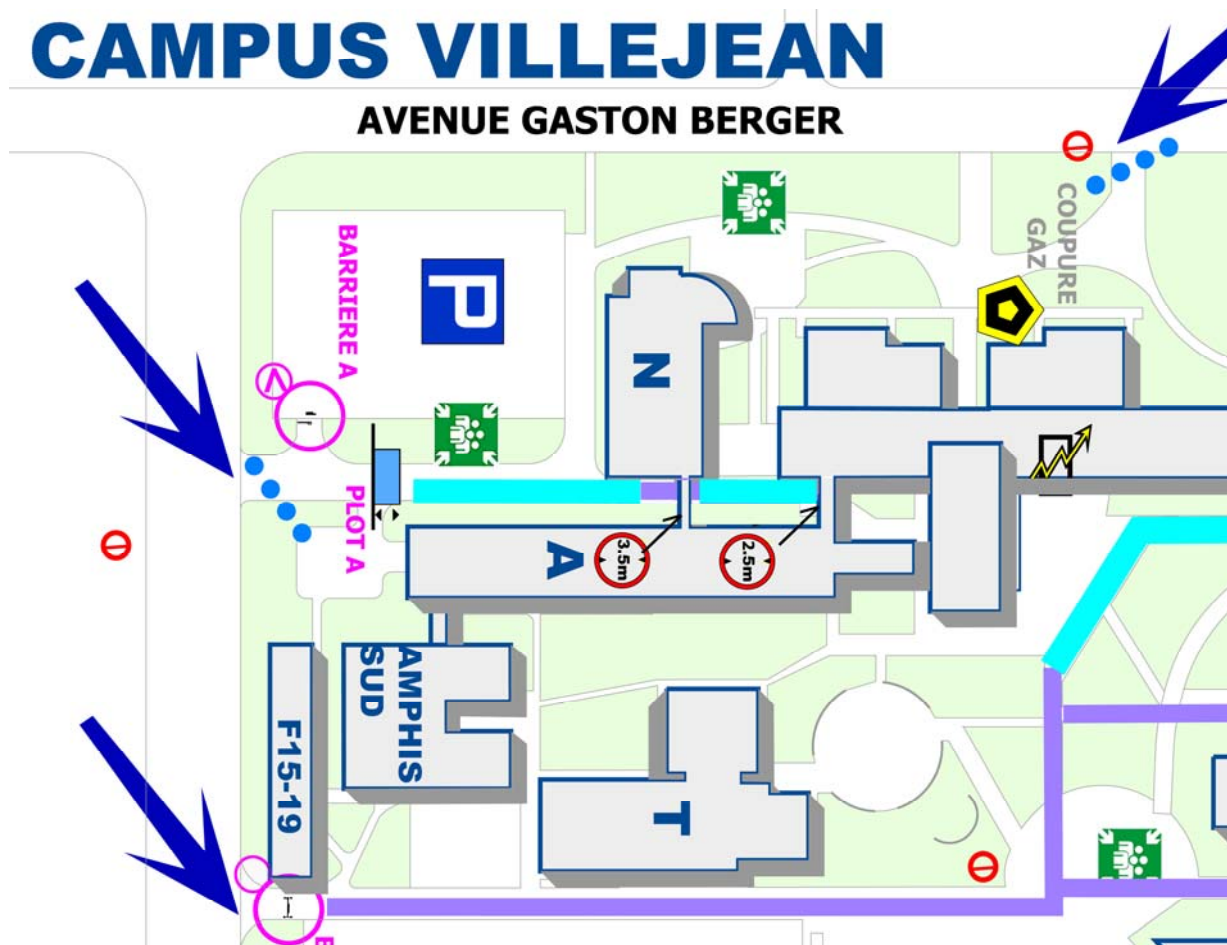 CAMPUS VILLEJEAN
AVENUE GASTON BERGER
COUPURE
GAZ
BARRIERE A
P
N
PLOT A
A
3.5m
2.5m
AMPHIS
SUD
F15-19
T